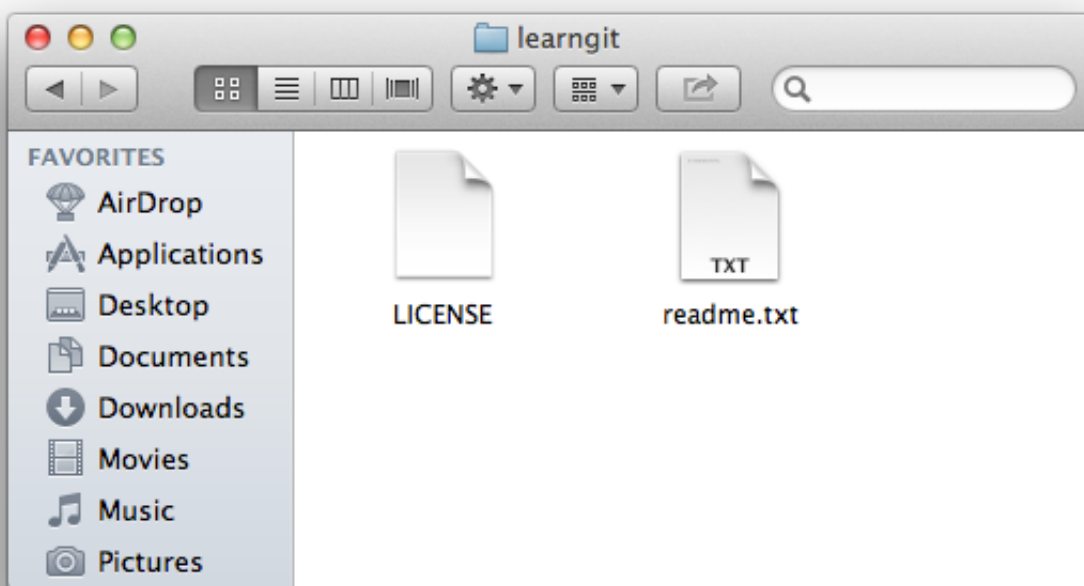 learngit
FAVORITES
AirDrop
Applications
Desktop
Documents
Downloads
Movies
Music
Pictures
TXT
LICENSE
readme.txt